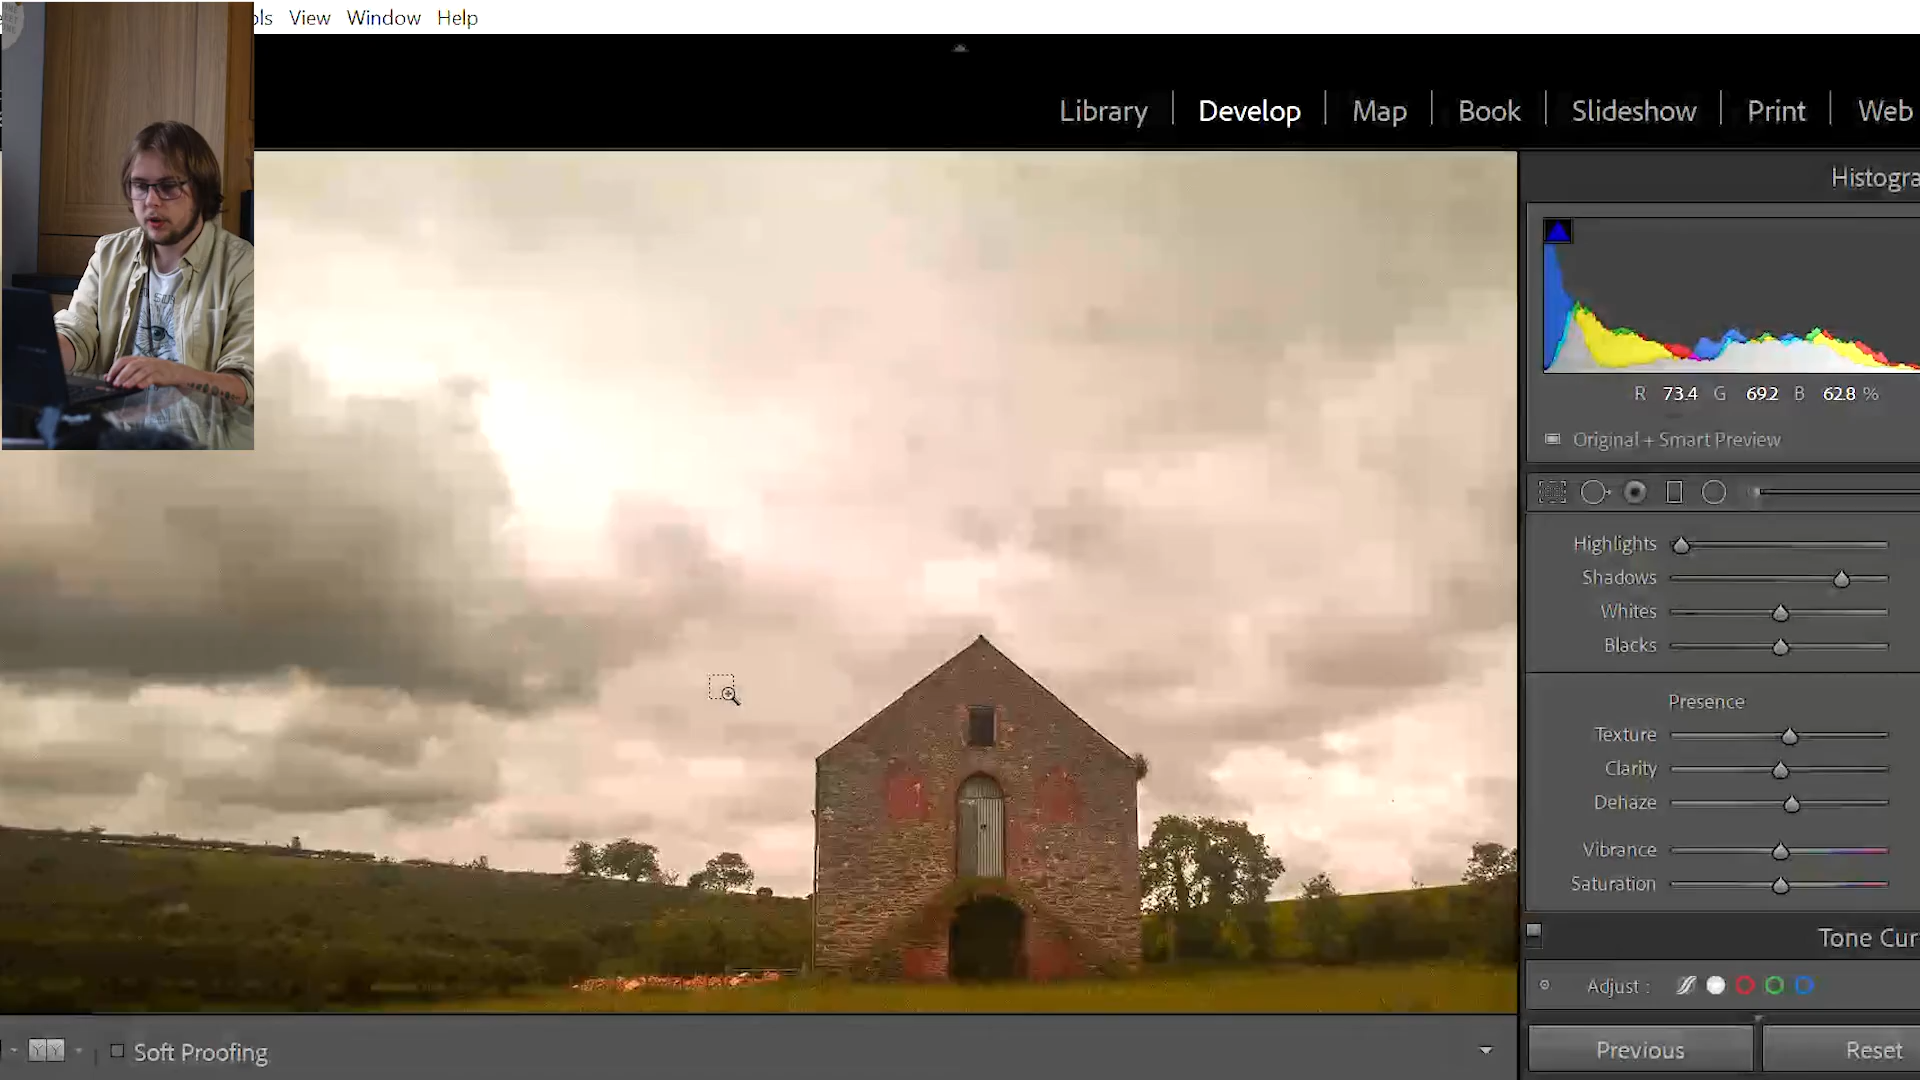 ols View Window Help
Library Develop Map Book Slideshow Print Web
Histogra
R 73.4 G 69.2 B 62.8 %
Original + Smart Preview
Highlights
Shadows
Whites
Blacks
Presence
Texture
Clarity
Dehaze
Vibrance
Saturation
Tone Cur
Adjust :
Soft Proofing
Previous Reset